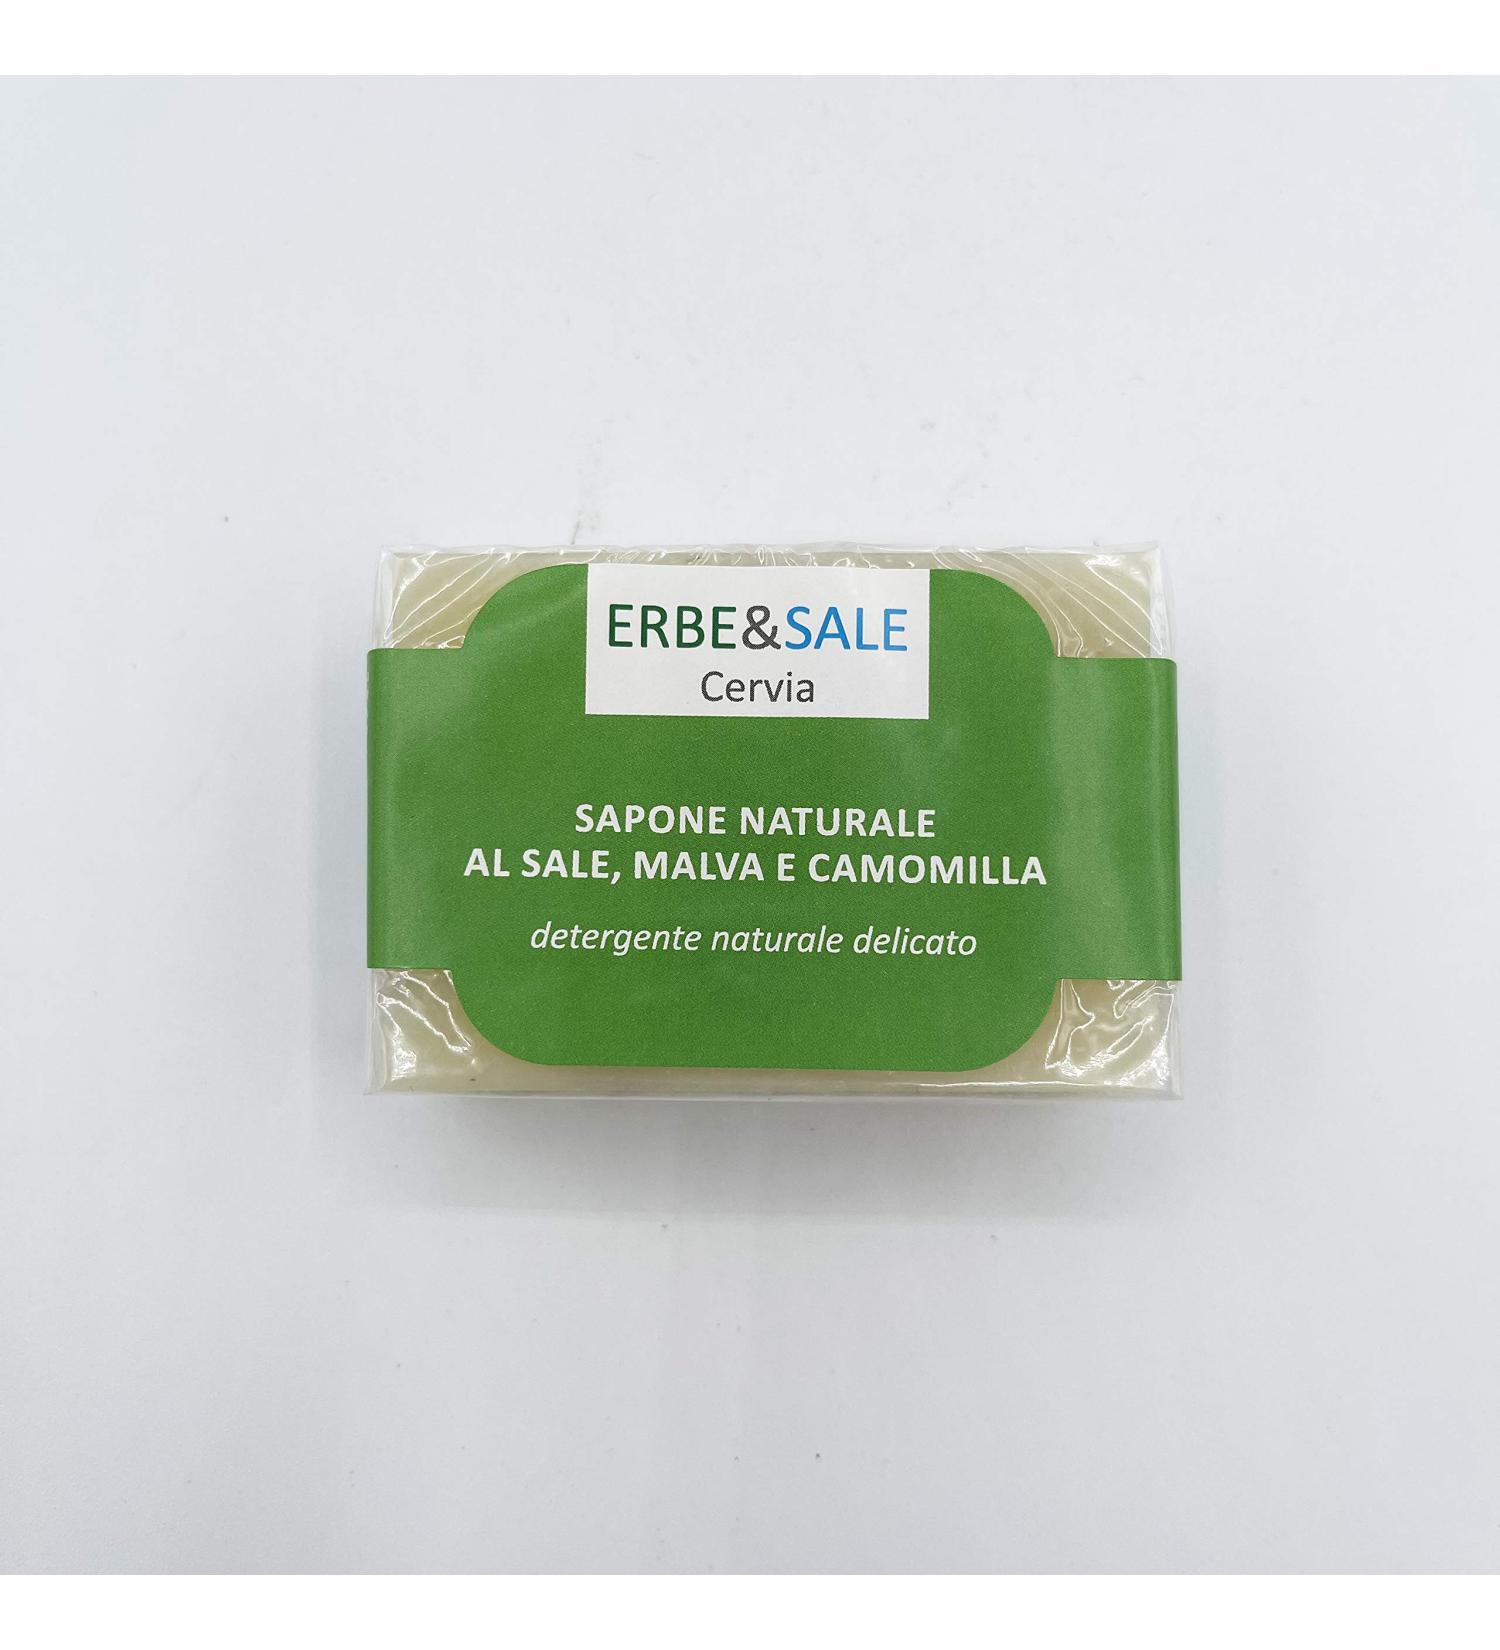 ERBE&SALE
Cervia
SAPONE NATURALE
AL SALE, MALVA E CAMOMILLA
detergente naturale delicato